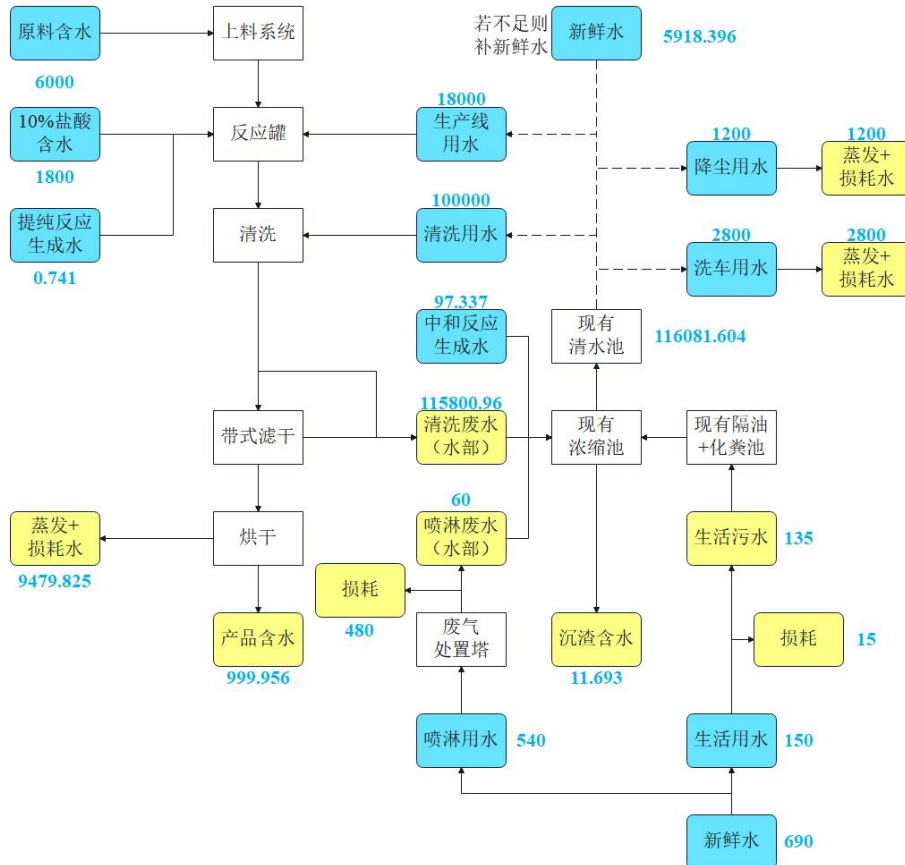 原料含水
6000
上料系统
若不足则
补新鲜水
新鲜水
5918.396
10%盐酸
含水
1800
反应罐
18000
生产线
用水
1200
降尘用水
1200
蒸发+
损耗水
提纯反应
生成水
0.741
清洗
100000
清洗用水
2800
洗车用水
2800
蒸发+
损耗水
97.337
中和反应
生成水
现有
清水池
116081.604
带式滤干
115800.96
清洗废水
（水部）
现有
浓缩池
现有隔油
+化粪池
蒸发+
损耗水
9479.825
烘干
60
喷淋废水
（水部）
生活污水
135
损耗
480
产品含水
999.956
废气
处置塔
沉渣含水
11.693
损耗
15
喷淋用水
540
生活用水
150
新鲜水
690